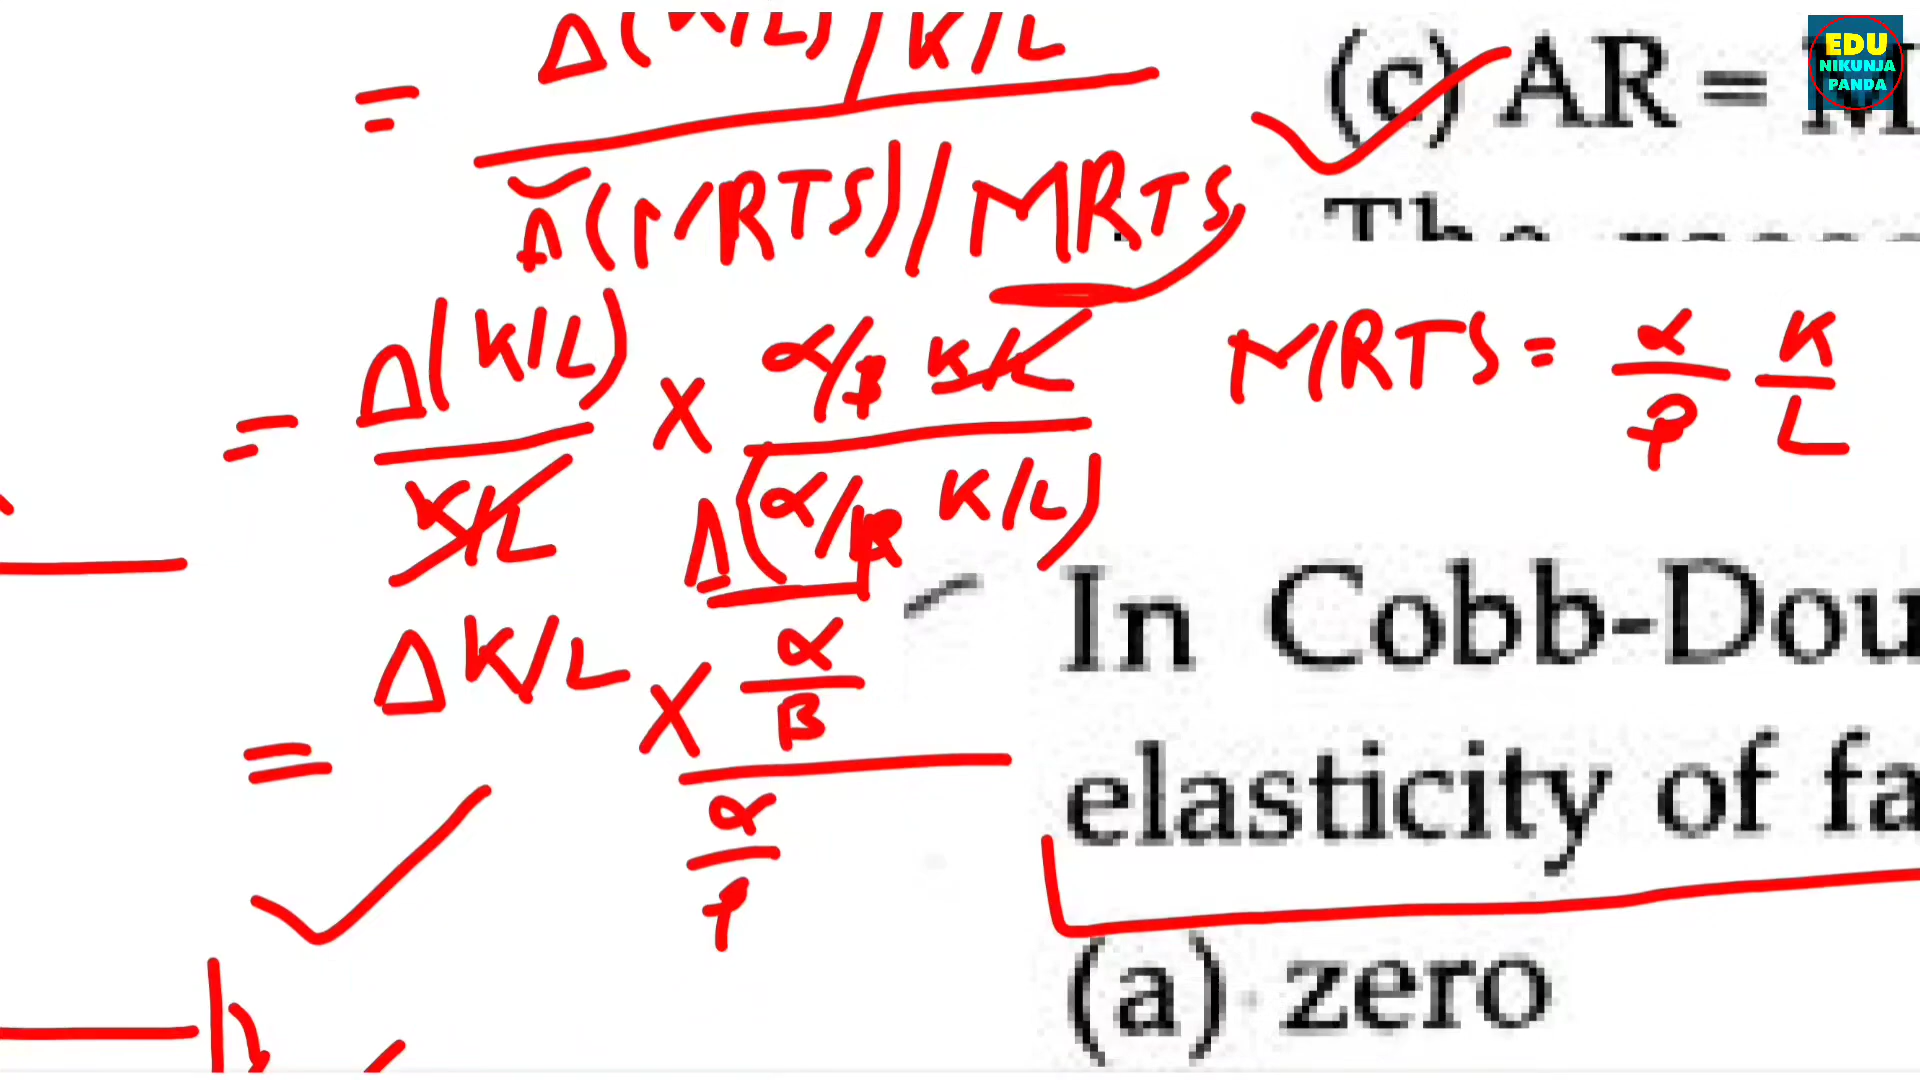 = Δ(K/L)/K/L
Δ(MRTS)/MRTS
(c) AR =
EDU
NIKUNJA
PANDA
= Δ(K/L) / K/L × α/β K/L / Δ(α/β K/L)
MRTS = α/β K/L
= Δ K/L × α/β
α/β
In Cobb-Dou
elasticity of fa
(a) zero